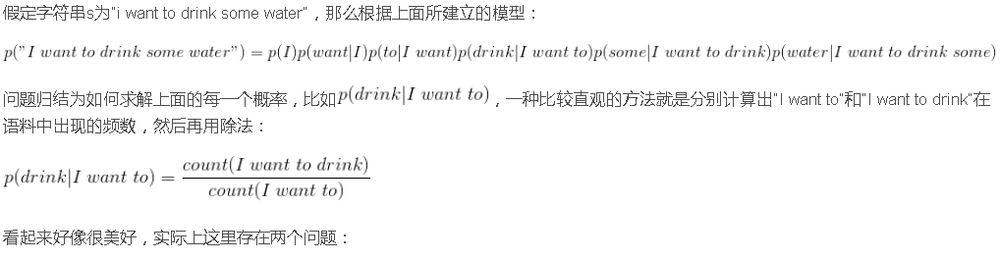 假定字符串s为“i want to drink some water”，那么根据上面所建立的模型：
p("I want to drink some water") = p(I)p(want|I)p(to|I want)p(drink|I want to)p(some|I want to drink)p(water|I want to drink some)
问题归结为如何求解上面的每一个概率，比如p(drink|I want to)，一种比较直观的方法就是分别计算出“I want to”和“I want to drink”在
语料中出现的频数，然后再用除法：
p(drink|I want to) = count(I want to drink) / count(I want to)
看起来好像很美好，实际上这里存在两个问题：